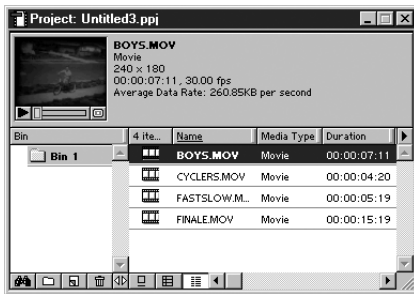 Project: Untitled3.ppj
BOYS.MOV
Movie
240 x 180
00:00:07:11, 30.00 fps
Average Data Rate: 260.85KB per second
Bin 4 ite... Name Media Type Duration
Bin 1 BOYS.MOV Movie 00:00:07:11
CYCLERS.MOV Movie 00:00:04:20
FASTSLOW.M... Movie 00:00:05:19
FINALE.MOV Movie 00:00:15:19